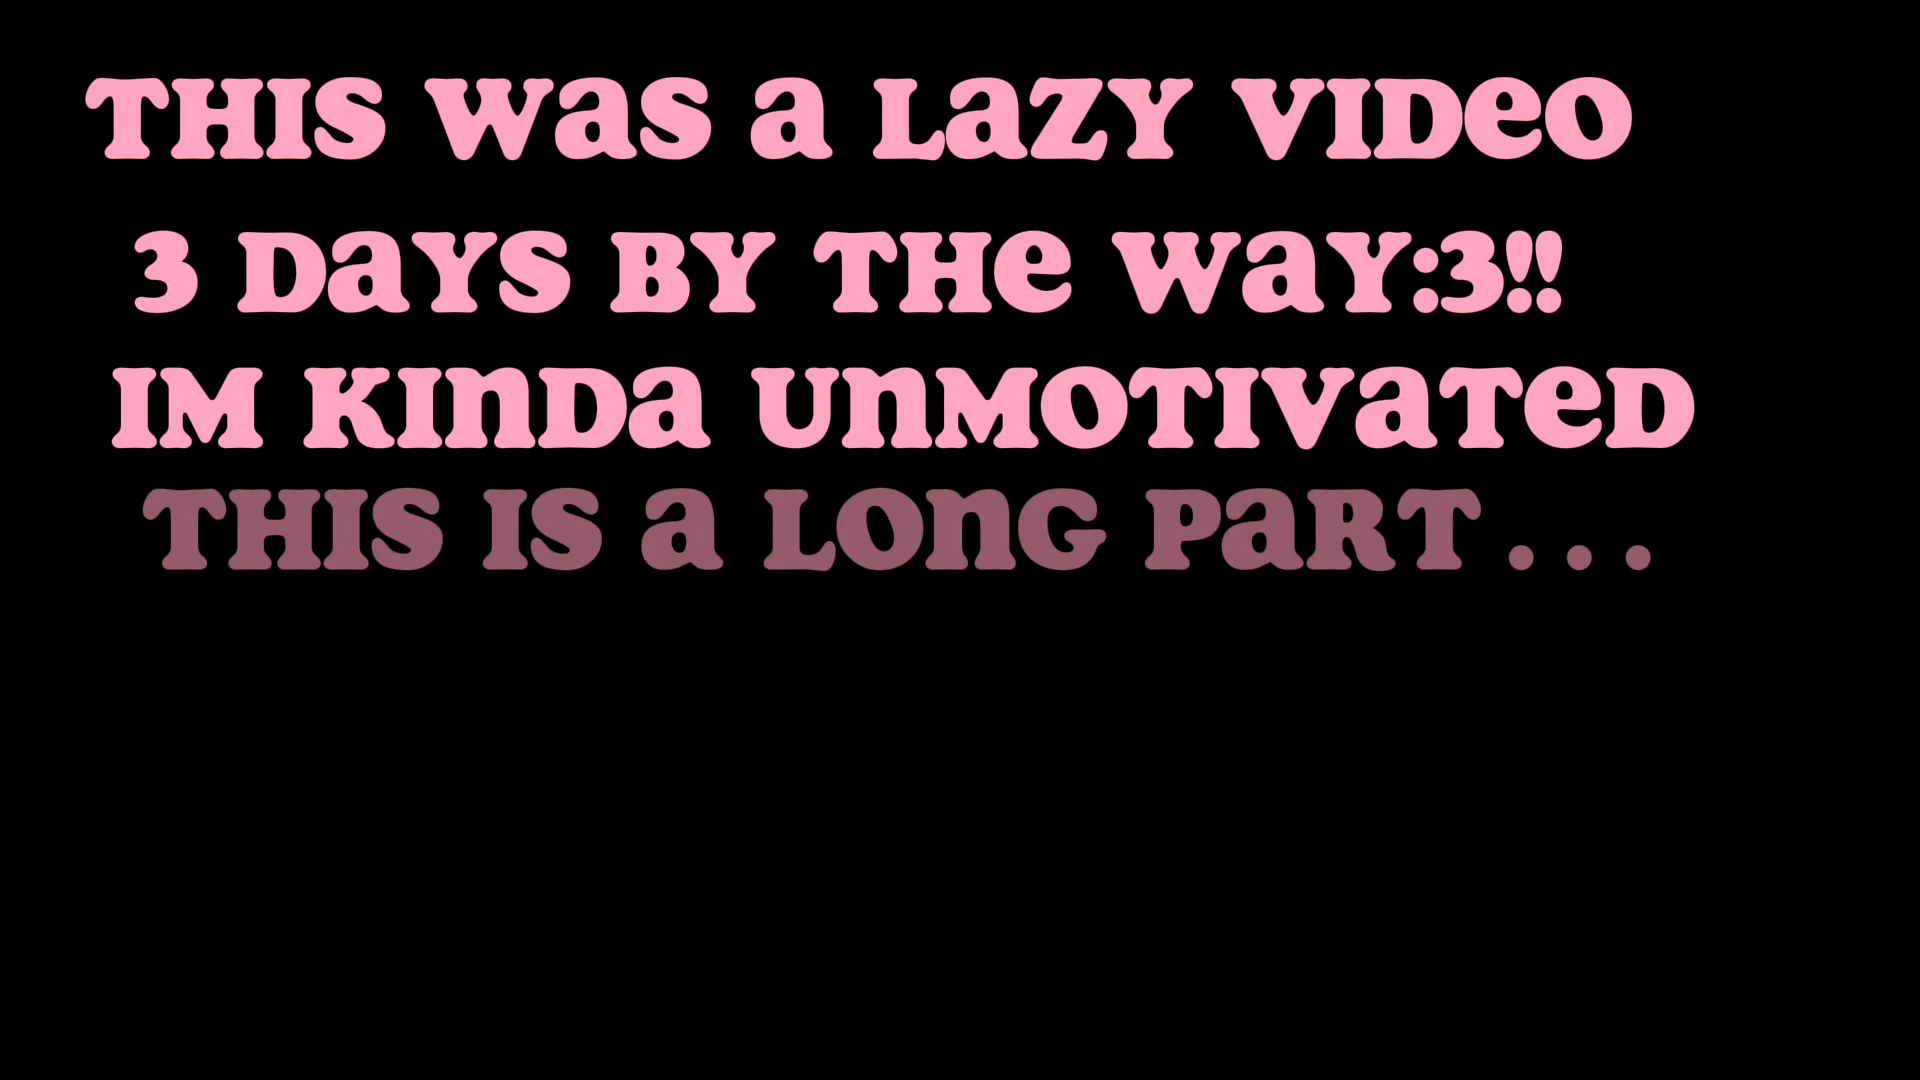 THIS WAS A LAZY VIDEO
3 DAYS BY THE WAY:3!!
IM KINDA UNMOTIVATED
THIS IS A LONG PART...